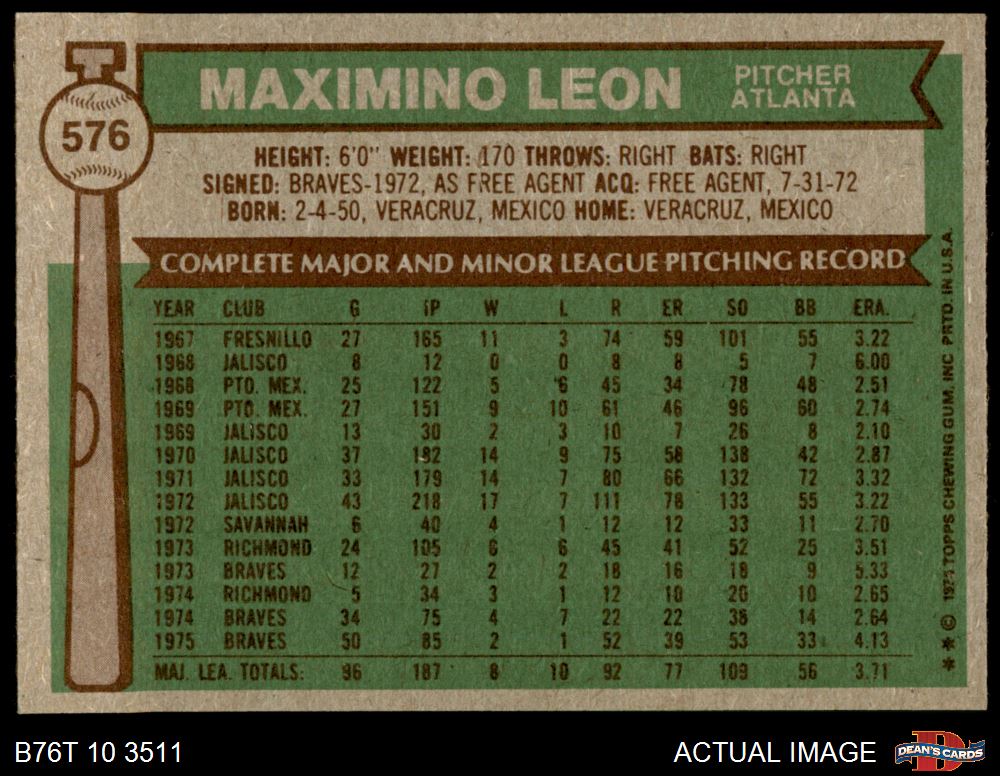 576
MAXIMINO LEON
PITCHER
ATLANTA
HEIGHT: 6'0" WEIGHT: 170 THROWS: RIGHT BATS: RIGHT
SIGNED: BRAVES-1972, AS FREE AGENT ACQ: FREE AGENT, 7-31-72
BORN: 2-4-50, VERACRUZ, MEXICO HOME: VERACRUZ, MEXICO
COMPLETE MAJOR AND MINOR LEAGUE PITCHING RECORD
YEAR CLUB G IP W L R ER SO BB ERA.
1967 FRESNILLO 27 165 11 3 74 59 101 55 3.22
1968 JALISCO 8 12 0 0 8 8 5 7 6.00
1968 PTO. MEX. 25 122 5 6 45 34 78 48 2.51
1969 PTO. MEX. 27 151 9 10 61 46 96 60 2.74
1969 JALISCO 13 30 2 3 10 7 26 8 2.10
1970 JALISCO 37 182 14 9 75 58 138 42 2.87
1971 JALISCO 33 179 14 7 80 66 132 72 3.32
1972 JALISCO 43 218 17 7 111 78 133 55 3.22
1972 SAVANNAH 6 40 4 1 12 12 33 11 2.70
1973 RICHMOND 24 105 6 6 45 41 52 25 3.51
1973 BRAVES 12 27 2 2 18 16 18 9 5.33
1974 RICHMOND 5 34 3 1 12 10 20 10 2.65
1974 BRAVES 34 75 4 7 22 22 38 14 2.64
1975 BRAVES 50 85 2 1 52 39 53 33 4.13
MAJ. LEA. TOTALS: 96 187 8 10 92 77 109 56 3.71
** © TOPPS CHEWING GUM, INC PRTD. IN U.S.A.
B76T 10 3511
ACTUAL IMAGE
DEAN'S CARDS